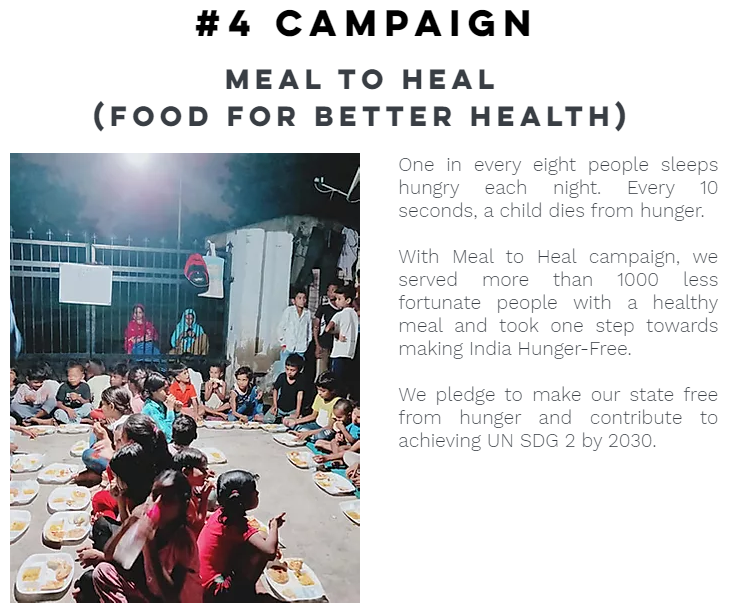 #4 CAMPAIGN
MEAL TO HEAL
(FOOD FOR BETTER HEALTH)
One in every eight people sleeps
hungry each night. Every 10
seconds, a child dies from hunger.
With Meal to Heal campaign, we
served more than 1000 less
fortunate people with a healthy
meal and took one step towards
making India Hunger-Free.
We pledge to make our state free
from hunger and contribute to
achieving UN SDG 2 by 2030.